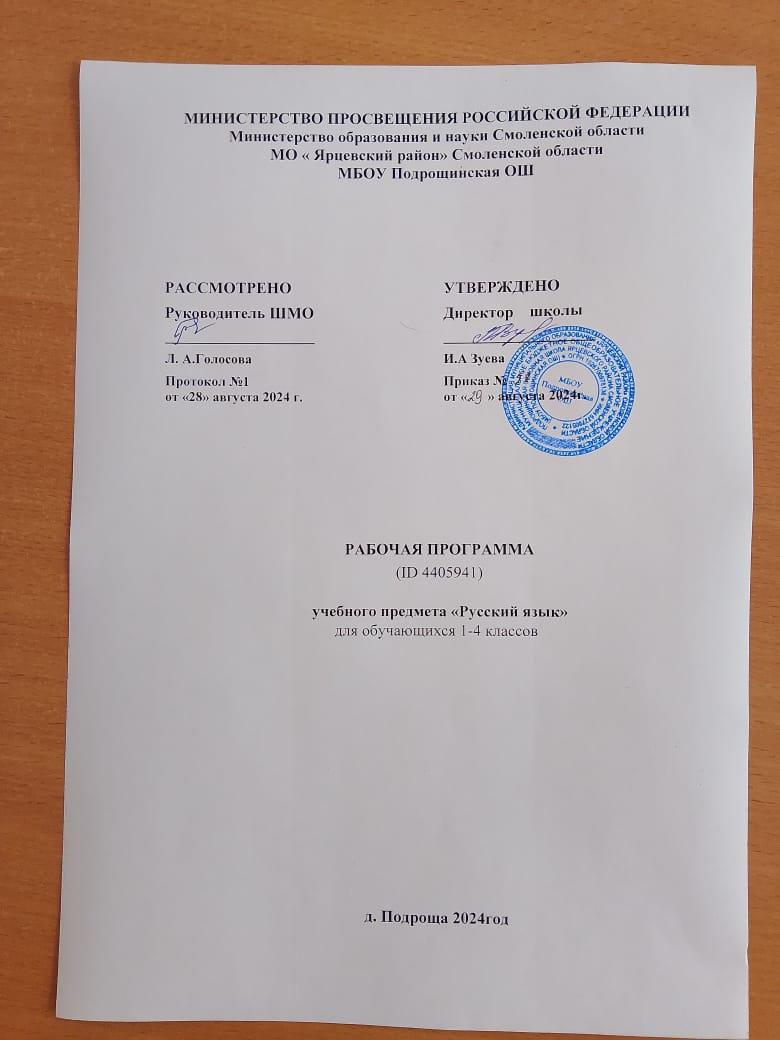 МИНИСТЕРСТВО ПРОСВЕЩЕНИЯ РОССИЙСКОЙ ФЕДЕРАЦИИ
Министерство образования и науки Смоленской области
МО « Ярцевский район» Смоленской области
МБОУ Подрощинская ОШ
РАССМОТРЕНО
Руководитель ШМО
Л. А.Голосова
Протокол №1
от «28» августа 2024 г.
УТВЕРЖДЕНО
Директор школы
И.А Зуева
Приказ №
от «29 » августа 2024г.
МБОУ
РАБОЧАЯ ПРОГРАММА
(ID 4405941)
учебного предмета «Русский язык»
для обучающихся 1-4 классов
д. Подроща 2024год